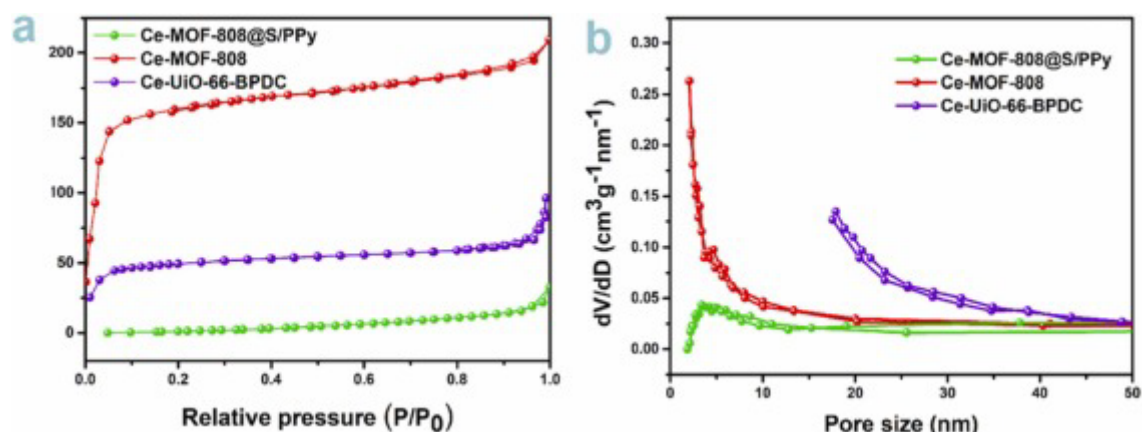 a
Ce-MOF-808@S/PPy
Ce-MOF-808
Ce-UiO-66-BPDC
200
150
100
50
0
0.0 0.2 0.4 0.6 0.8 1.0
Relative pressure (P/P0)
b
Ce-MOF-808@S/PPy
Ce-MOF-808
Ce-UiO-66-BPDC
dV/dD (cm3g-1nm-1)
0.30
0.25
0.20
0.15
0.10
0.05
0.00
0 10 20 30 40 50
Pore size (nm)